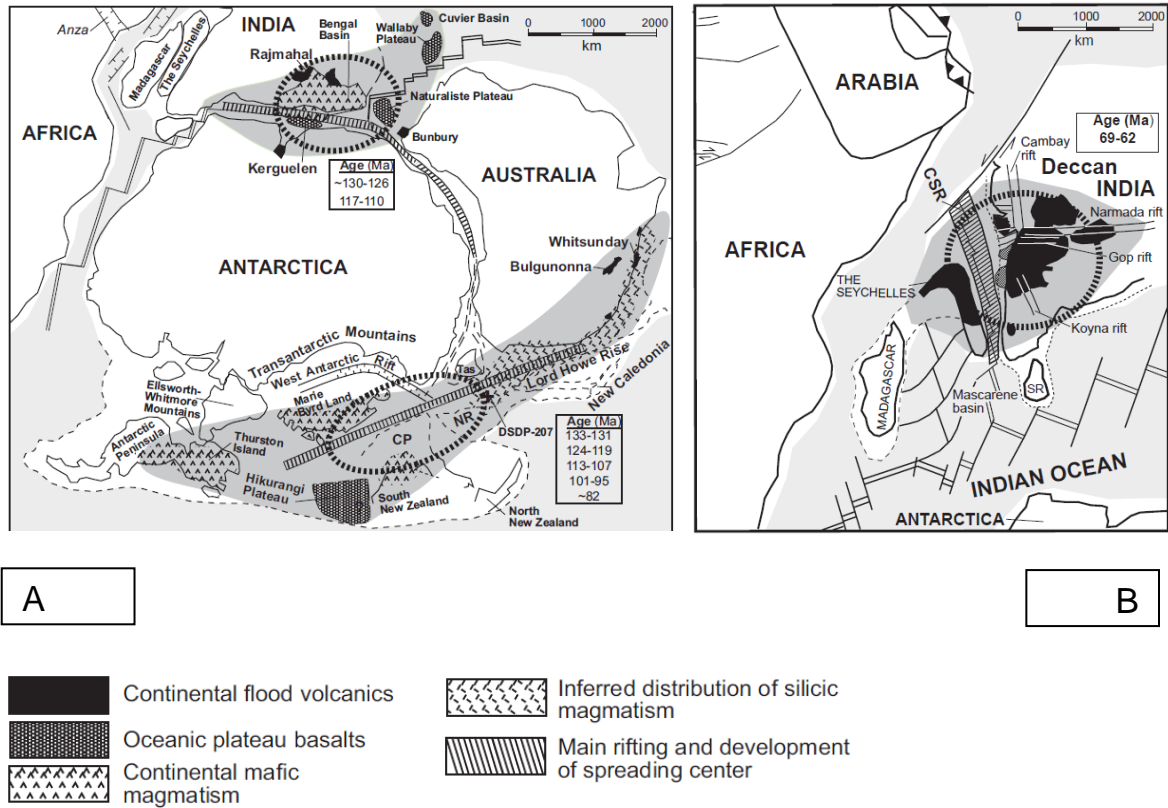 Anza
Madagascar
The Seychelles
AFRICA
INDIA
Bengal
Basin
Rajmahal
Wallaby
Plateau
Cuvier Basin
0 1000 2000
km
Naturaliste Plateau
Bunbury
Kerguelen
Age (Ma)
~130-126
117-110
AUSTRALIA
ANTARCTICA
Whitsunday
Bulgunonna
Transantarctic Mountains
West Antarctic Rift
Ellsworth-
Whitmore
Mountains
Marie
Byrd Land
Tas
Lord Howe Rise
New Caledonia
Antarctic
Peninsula
Thurston
Island
NR
DSDP-207
CP
Hikurangi
Plateau
South
New Zealand
North
New Zealand
Age (Ma)
133-131
124-119
113-107
101-95
~82
0 1000 2000
km
ARABIA
Age (Ma)
69-62
Cambay
rift
Deccan
INDIA
CSR
Narmada rift
AFRICA
Gop rift
THE
SEYCHELLES
Koyna rift
MADAGASCAR
Mascarene
basin
SR
INDIAN OCEAN
ANTARCTICA
A
B
Continental flood volcanics
Oceanic plateau basalts
Continental mafic
magmatism
Inferred distribution of silicic
magmatism
Main rifting and development
of spreading center